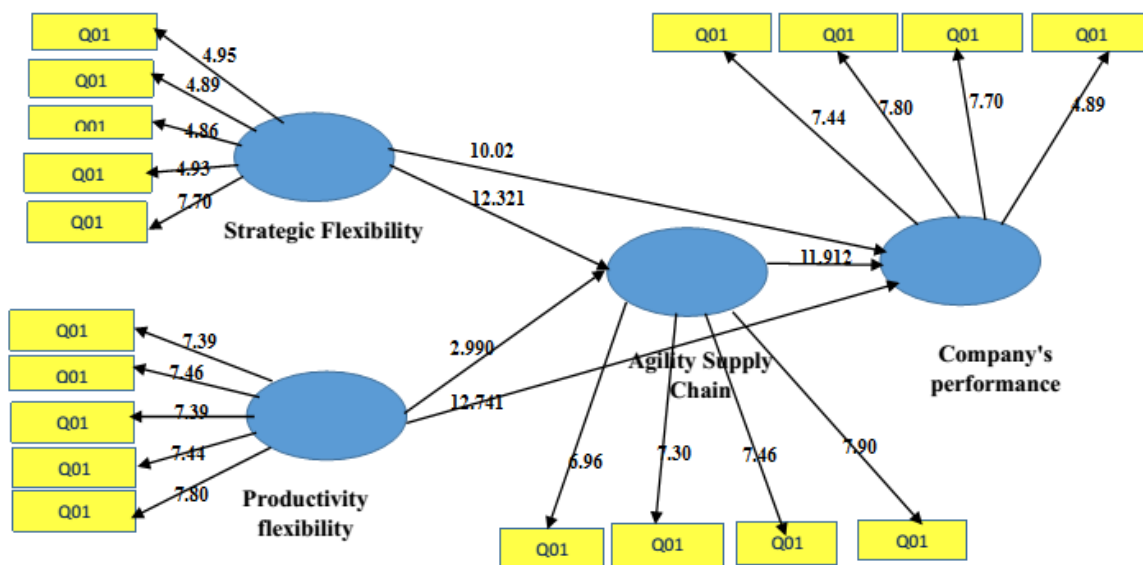 Q01
Q01
Q01
Q01
Q01
4.95
4.89
4.86
4.93
7.70
Strategic Flexibility
Q01
Q01
Q01
Q01
7.44
7.80
7.70
4.89
10.02
12.321
11.912
2.990
12.741
Agility Supply
Chain
Company's
performance
Q01
Q01
Q01
Q01
Q01
7.39
7.46
7.39
7.44
7.80
Productivity
flexibility
6.96
7.30
7.46
7.90
Q01
Q01
Q01
Q01